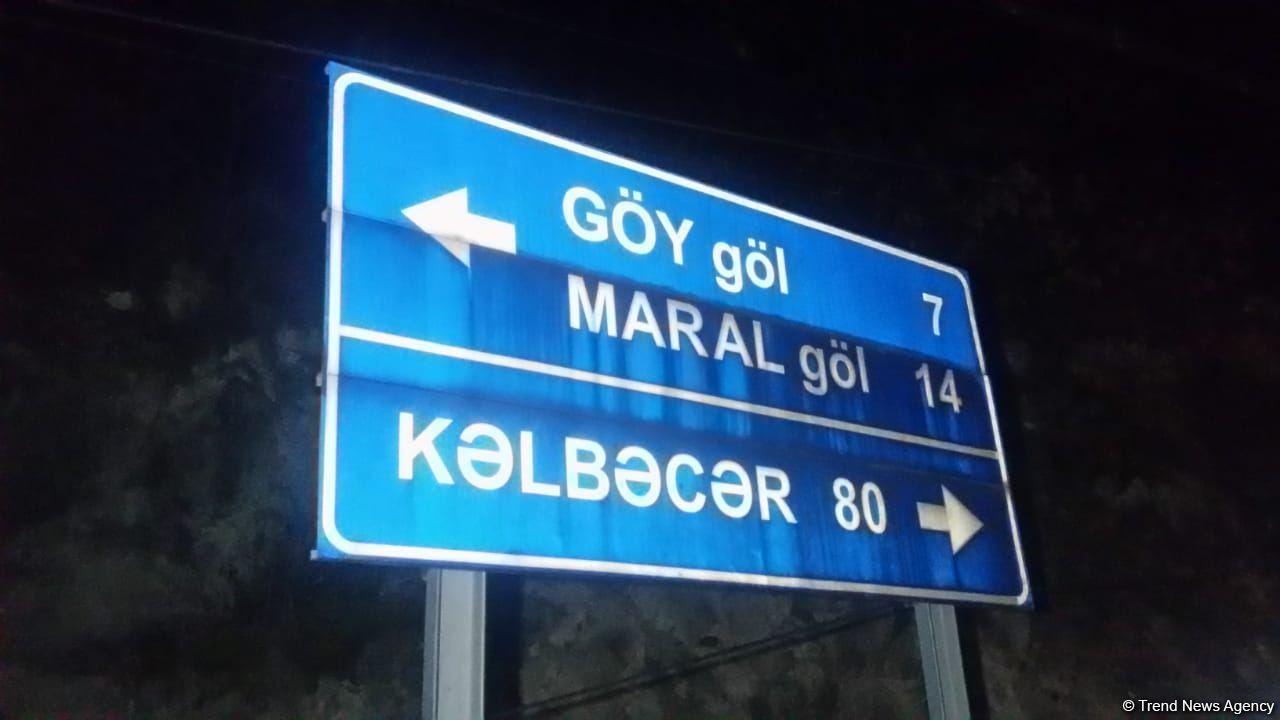 GÖY göl 7
MARAL göl 14
KƏLBƏCƏR 80
© Trend News Agency